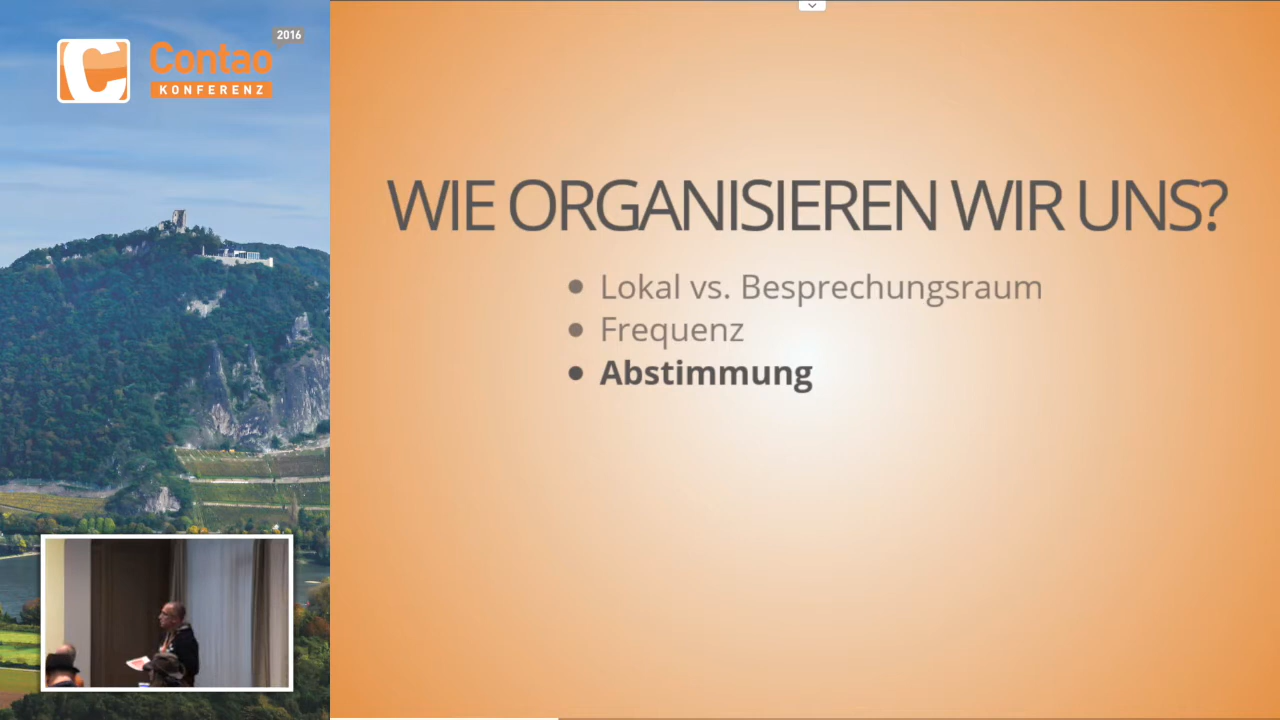 2016
Contao
KONFERENZ
WIE ORGANISIEREN WIR UNS?
Lokal vs. Besprechungsraum
Frequenz
Abstimmung